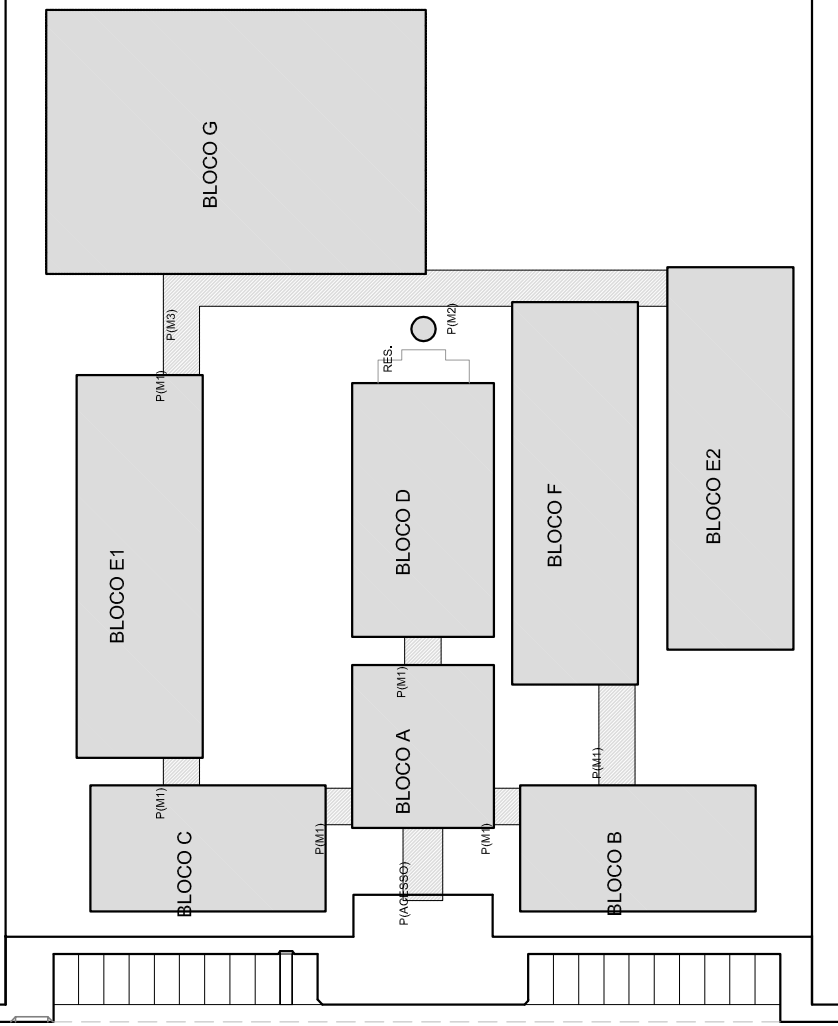 BLOCO G
P(M3)
P(M2)
RES.
P(M1)
BLOCO E1
BLOCO D
BLOCO F
BLOCO E2
P(M1)
BLOCO A
P(M1)
P(M1)
P(M1)
P(M1)
BLOCO C
P(ACESSO)
BLOCO B